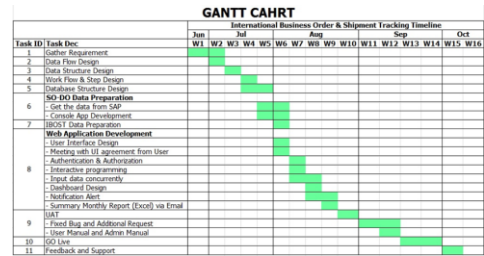 GANTT CAHRT
International Business Order & Shipment Tracking Timeline
Jun Jul Aug Sep Oct
Task ID Task Dec W1 W2 W3 W4 W5 W6 W7 W8 W9 W10 W11 W12 W13 W14 W15 W16
1 Gather Requirement
2 Data Flow Design
3 Data Structure Design
4 Work Flow & Step Design
5 Database Structure Design
SO-DO Data Preparation
6 - Get the data from SAP
- Console App Development
7 IBOST Data Preparation
Web Application Development
- User Interface Design
- Meeting with UI agreement from User
- Authentication & Authorization
8 - Interactive programming
- Input data concurrently
- Dashboard Design
- Notification Alert
- Summary Monthly Report (Excel) via Email
UAT
9 - Fixed Bug and Additional Request
- User Manual and Admin Manual
10 GO Live
11 Feedback and Support